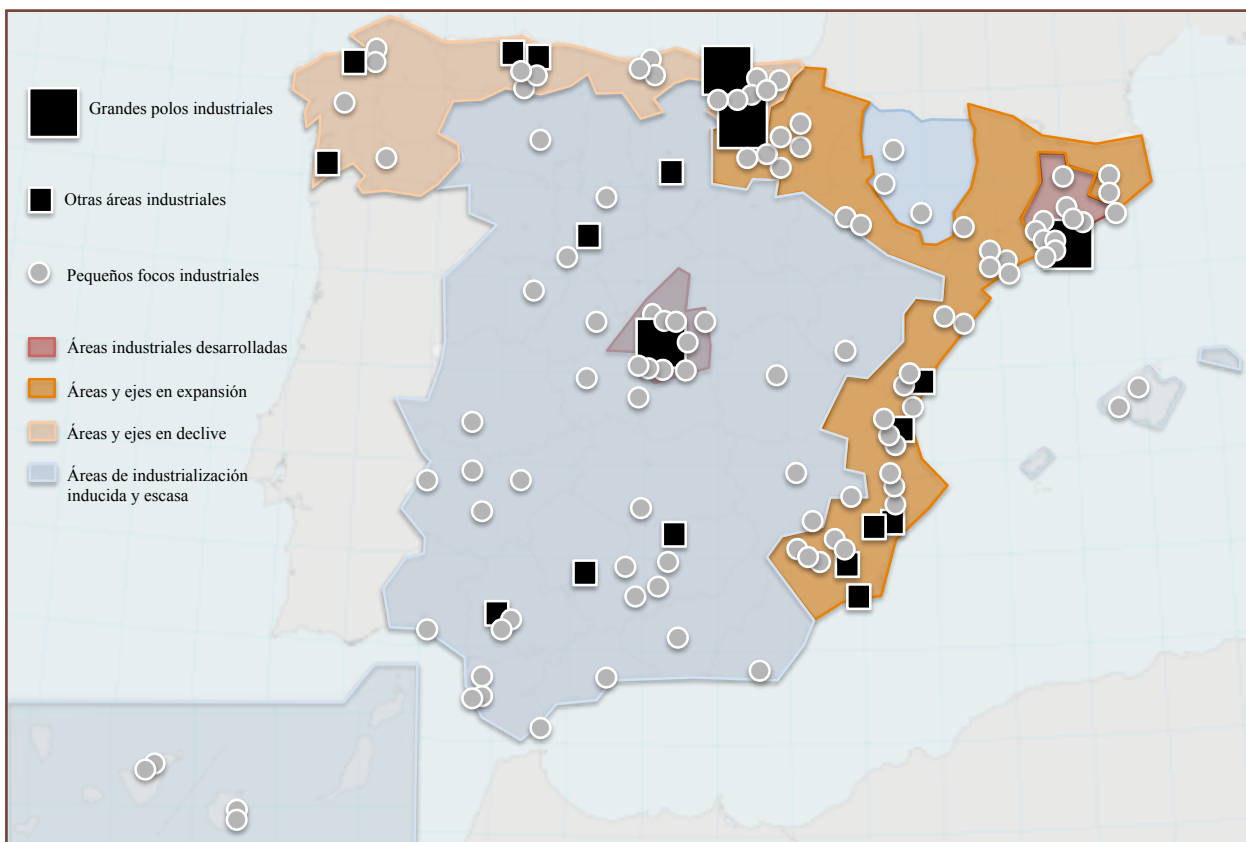 Grandes polos industriales
Otras áreas industriales
Pequeños focos industriales
Áreas industriales desarrolladas
Áreas y ejes en expansión
Áreas y ejes en declive
Áreas de industrialización
inducida y escasa